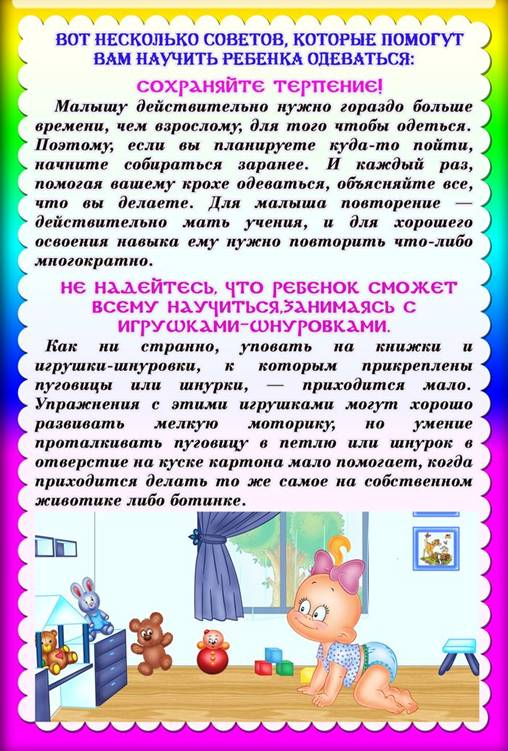 ВОТ НЕСКОЛЬКО СОВЕТОВ, КОТОРЫЕ ПОМОГУТ
ВАМ НАУЧИТЬ РЕБЕНКА ОДЕВАТЬСЯ:
СОХРАНЯЙТЕ ТЕРПЕНИЕ!
Малышу действительно нужно гораздо больше
времени, чем взрослому, для того чтобы одеться.
Поэтому, если вы планируете куда-то пойти,
начните собираться заранее. И каждый раз,
помогая вашему крохе одеваться, объясняйте все,
что вы делаете. Для малыша повторение —
действительно мать учения, и для хорошего
освоения навыка ему нужно повторить что-либо
многократно.
НЕ НАДЕЙТЕСЬ, ЧТО РЕБЕНОК СМОЖЕТ
ВСЕМУ НАУЧИТЬСЯ,ЗАНИМАЯСЬ С
ИГРУШКАМИ-ШНУРОВКАМИ.
Как ни странно, уповать на книжки и
игрушки-шнуровки, к которым прикреплены
пуговицы или шнурки, — приходится мало.
Упражнения с этими игрушками могут хорошо
развивать мелкую моторику, но умение
проталкивать пуговицу в петлю или шнурок в
отверстие на куске картона мало помогает, когда
приходится делать то же самое на собственном
животике либо ботинке.